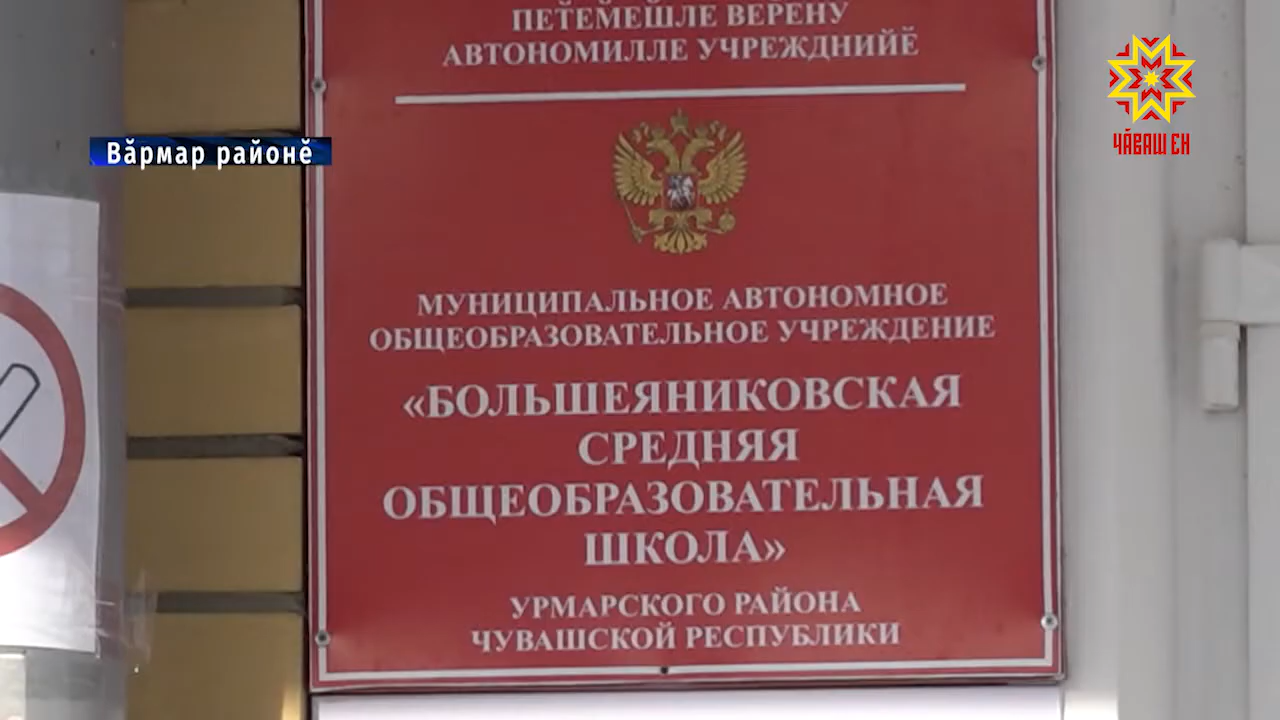 ПЕТЕМЕШЛЕ ВЕРЕНУ
АВТОНОМИЛЛЕ УЧРЕЖДНИЙĔ
Вăрмар районĕ
ЧĂВАШ ЕН
МУНИЦИПАЛЬНОЕ АВТОНОМНОЕ
ОБЩЕОБРАЗОВАТЕЛЬНОЕ УЧРЕЖДЕНИЕ
«БОЛЬШЕЯНИКОВСКАЯ
СРЕДНЯЯ
ОБЩЕОБРАЗОВАТЕЛЬНАЯ
ШКОЛА»
УРМАРСКОГО РАЙОНА
ЧУВАШСКОЙ РЕСПУБЛИКИ